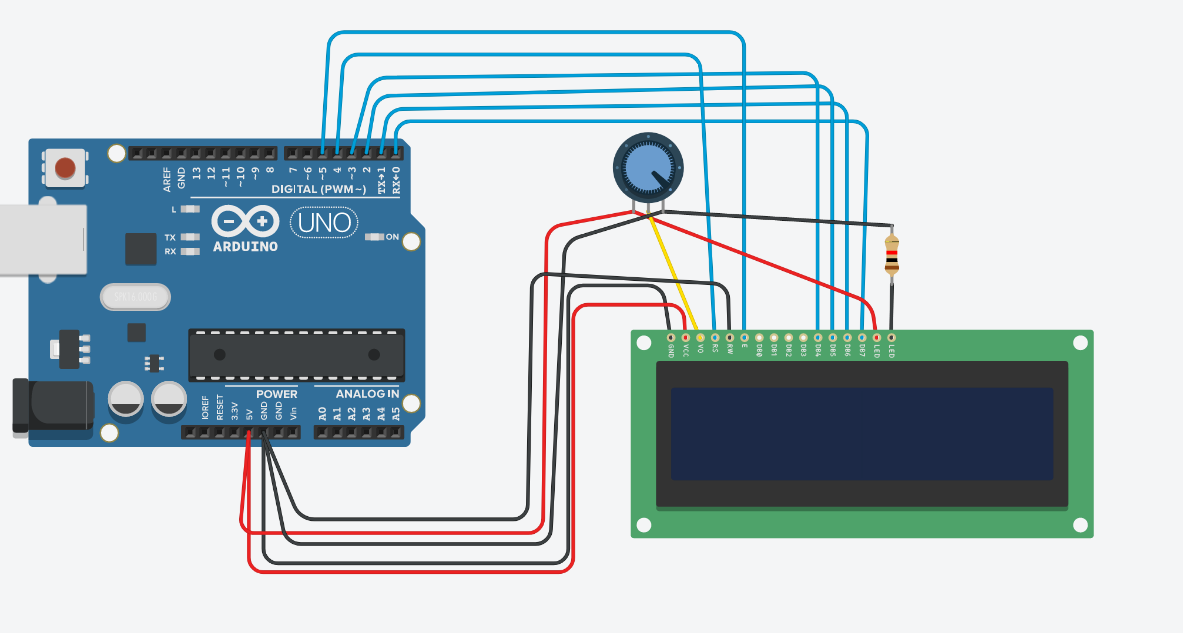 AREF
GND
13
12
~11
~10
~9
8
7
~6
~5
4
~3
2
TX→1
RX←0
DIGITAL (PWM~)
L
TX
RX
ARDUINO
UNO
ON
POWER
ANALOG IN
IOREF
RESET
3.3V
5V
GND
GND
Vin
A0
A1
A2
A3
A4
A5
GND
VCC
VO
RS
RW
E
DB0
DB1
DB2
DB3
DB4
DB5
DB6
DB7
LED
LED